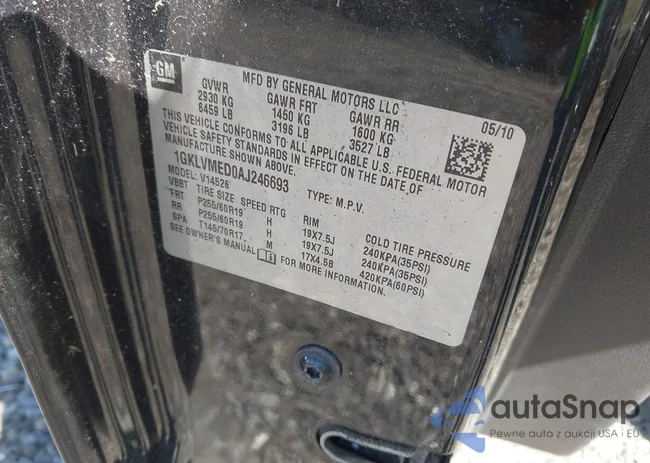 GM
MFD BY GENERAL MOTORS LLC
GVWR GAWR FRT GAWR RR
2930 KG 1450 KG 1600 KG
6459 LB 3196 LB 3527 LB
05/10
THIS VEHICLE CONFORMS TO ALL APPLICABLE U.S. FEDERAL MOTOR
VEHICLE SAFETY STANDARDS IN EFFECT ON THE DATE OF
MANUFACTURE SHOWN ABOVE.
1GKLVMED0AJ246693
TYPE: M.P.V.
MODEL: V14526
VBBT TIRE SIZE SPEED RTG RIM COLD TIRE PRESSURE
FRT P255/60R19 H 19X7.5J 240KPA(35PSI)
RR P255/60R19 H 19X7.5J 240KPA(35PSI)
SPA T145/70R17 M 17X4.5B 420KPA(60PSI)
SEE OWNER'S MANUAL FOR MORE INFORMATION.
autaSnap
Pewne auta z aukcji USA i EU